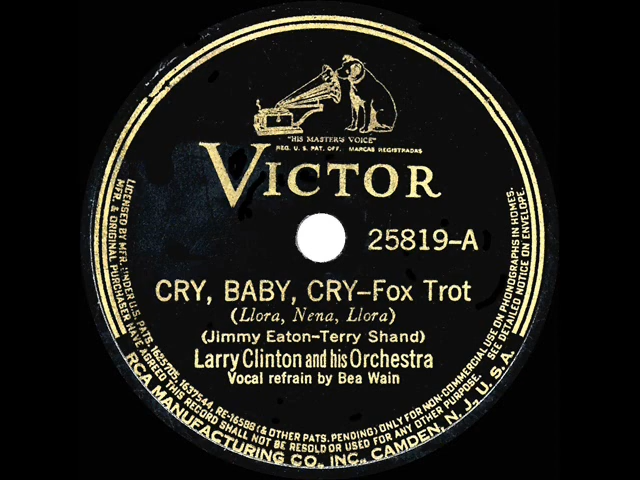 "HIS MASTER'S VOICE"
REG. U. S. PAT. OFF. MARCAS REGISTRADAS
VICTOR
25819-A
CRY, BABY, CRY-Fox Trot
(Llora, Nena, Llora)
(Jimmy Eaton-Terry Shand)
Larry Clinton and his Orchestra
Vocal refrain by Bea Wain
LICENSED BY MFR. UNDER U.S. PATS. 1625705, 1637544, RE-16588 (& OTHER PATS. PENDING) ONLY FOR NON-COMMERCIAL USE ON PHONOGRAPHS IN HOMES.
MFR. & ORIGINAL PURCHASER HAVE AGREED THIS RECORD SHALL NOT BE RESOLD OR USED FOR ANY OTHER PURPOSE. SEE DETAILED NOTICE ON ENVELOPE.
RCA MANUFACTURING CO., INC., CAMDEN, N. J., U. S. A.